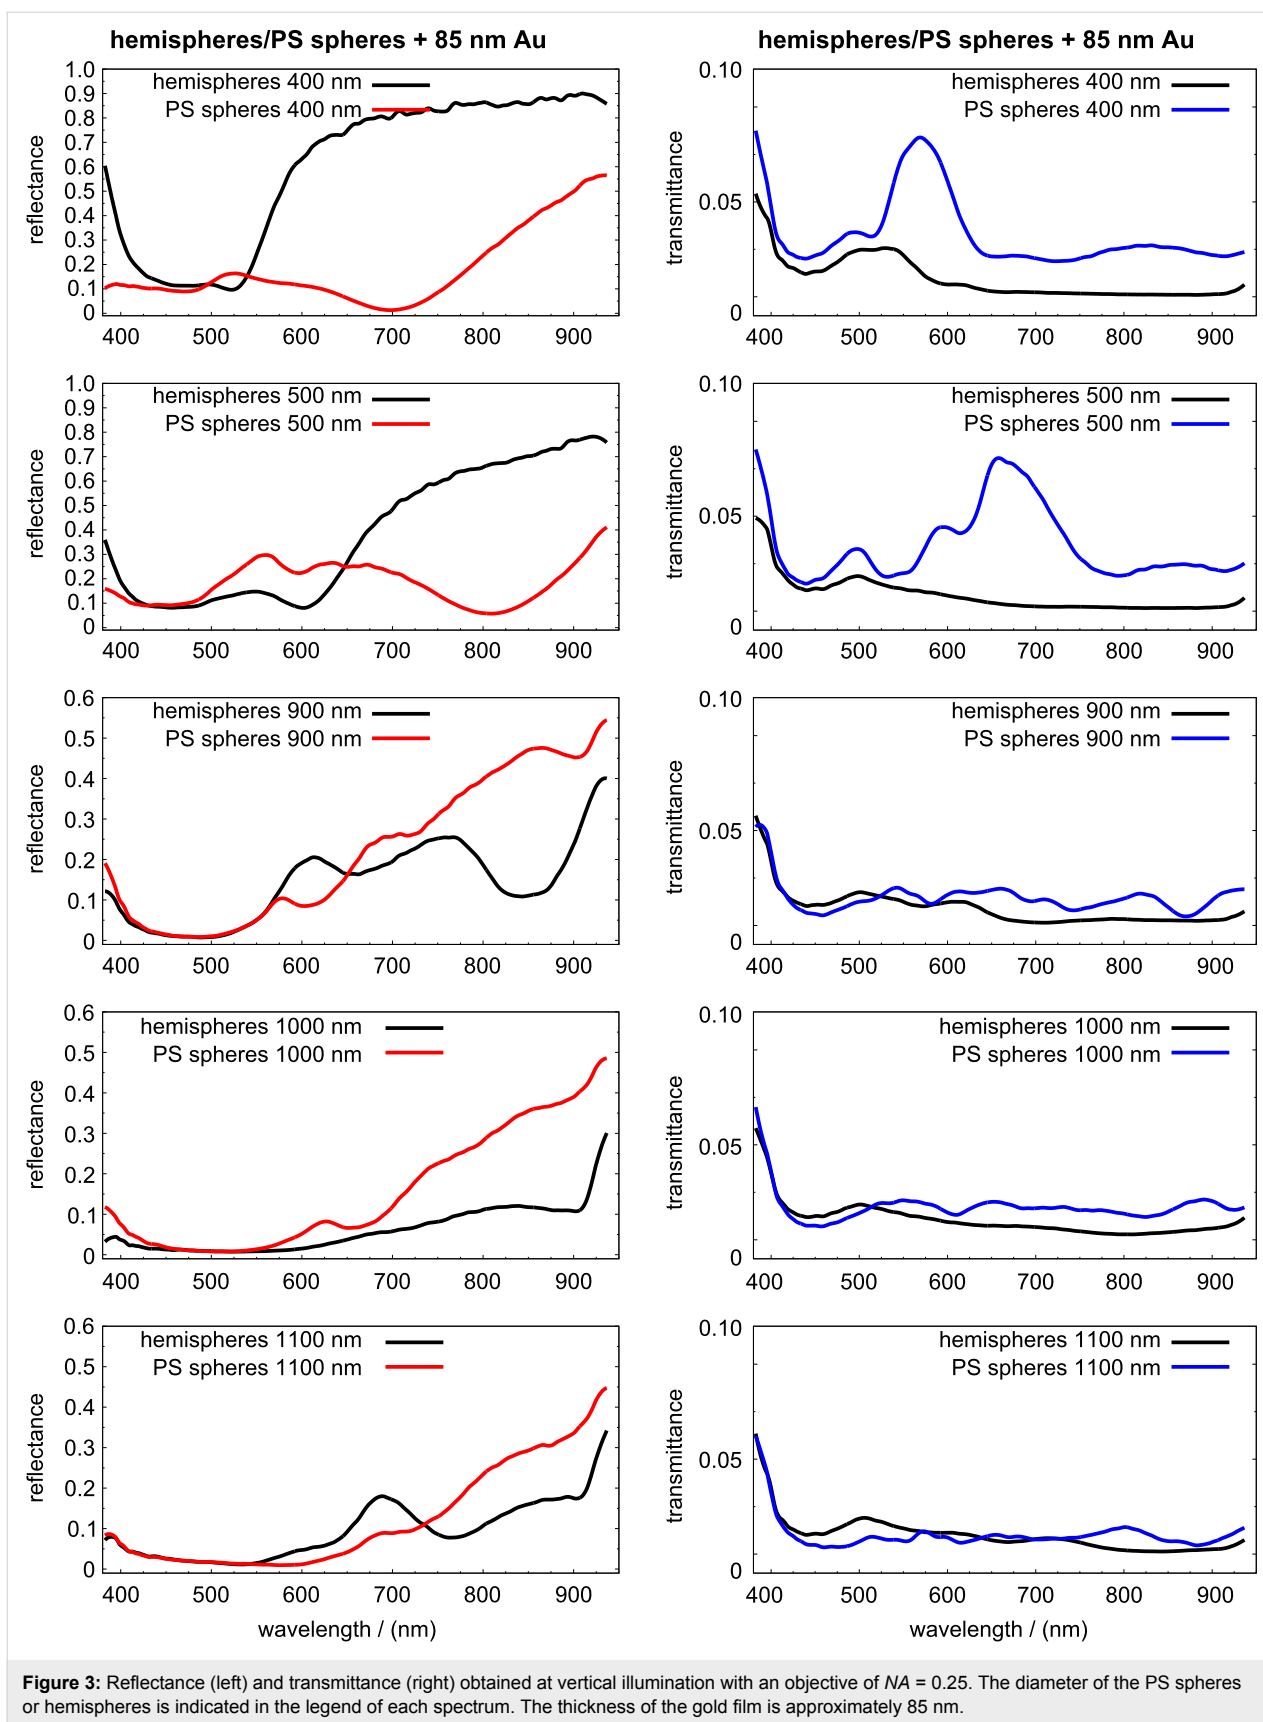 hemispheres/PS spheres + 85 nm Au
hemispheres/PS spheres + 85 nm Au
reflectance
1.0
0.9
0.8
0.7
0.6
0.5
0.4
0.3
0.2
0.1
0
hemispheres 400 nm
PS spheres 400 nm
400 500 600 700 800 900
transmittance
0.10
0.05
0
hemispheres 400 nm
PS spheres 400 nm
400 500 600 700 800 900
reflectance
1.0
0.9
0.8
0.7
0.6
0.5
0.4
0.3
0.2
0.1
0
hemispheres 500 nm
PS spheres 500 nm
400 500 600 700 800 900
transmittance
0.10
0.05
0
hemispheres 500 nm
PS spheres 500 nm
400 500 600 700 800 900
reflectance
0.6
0.5
0.4
0.3
0.2
0.1
0
hemispheres 900 nm
PS spheres 900 nm
400 500 600 700 800 900
transmittance
0.10
0.05
0
hemispheres 900 nm
PS spheres 900 nm
400 500 600 700 800 900
reflectance
0.6
0.5
0.4
0.3
0.2
0.1
0
hemispheres 1000 nm
PS spheres 1000 nm
400 500 600 700 800 900
transmittance
0.10
0.05
0
hemispheres 1000 nm
PS spheres 1000 nm
400 500 600 700 800 900
reflectance
0.6
0.5
0.4
0.3
0.2
0.1
0
hemispheres 1100 nm
PS spheres 1100 nm
400 500 600 700 800 900
wavelength / (nm)
transmittance
0.10
0.05
0
hemispheres 1100 nm
PS spheres 1100 nm
400 500 600 700 800 900
wavelength / (nm)
Figure 3: Reflectance (left) and transmittance (right) obtained at vertical illumination with an objective of NA = 0.25. The diameter of the PS spheres
or hemispheres is indicated in the legend of each spectrum. The thickness of the gold film is approximately 85 nm.